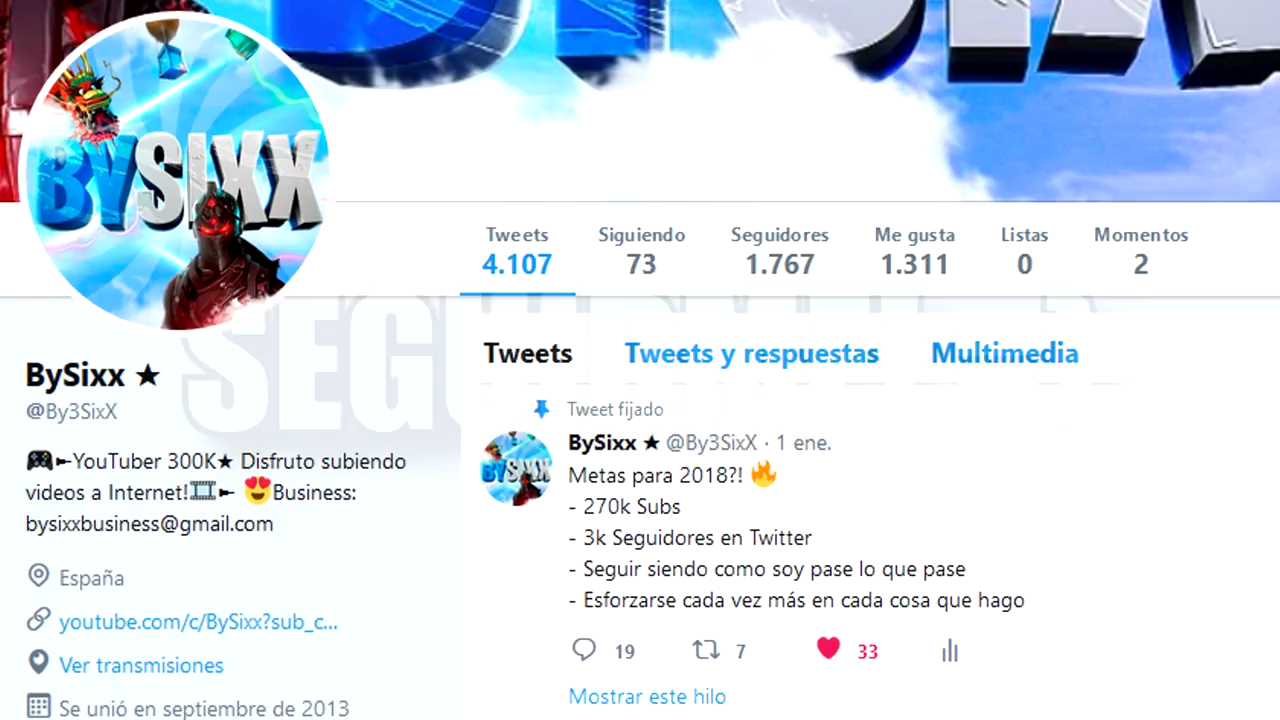 BYSIXX
Tweets Siguiendo Seguidores Me gusta Listas Momentos
4.107 73 1.767 1.311 0 2
BySixx ★
@By3SixX
🎮►YouTuber 300K★ Disfruto subiendo
videos a Internet!🎞► 😍Business:
bysixxbusiness@gmail.com
España
youtube.com/c/BySixx?sub_c...
Ver transmisiones
Se unió en septiembre de 2013
Tweets Tweets y respuestas Multimedia
Tweet fijado
BySixx ★ @By3SixX · 1 ene.
Metas para 2018?! 🔥
- 270k Subs
- 3k Seguidores en Twitter
- Seguir siendo como soy pase lo que pase
- Esforzarse cada vez más en cada cosa que hago
19 7 33
Mostrar este hilo